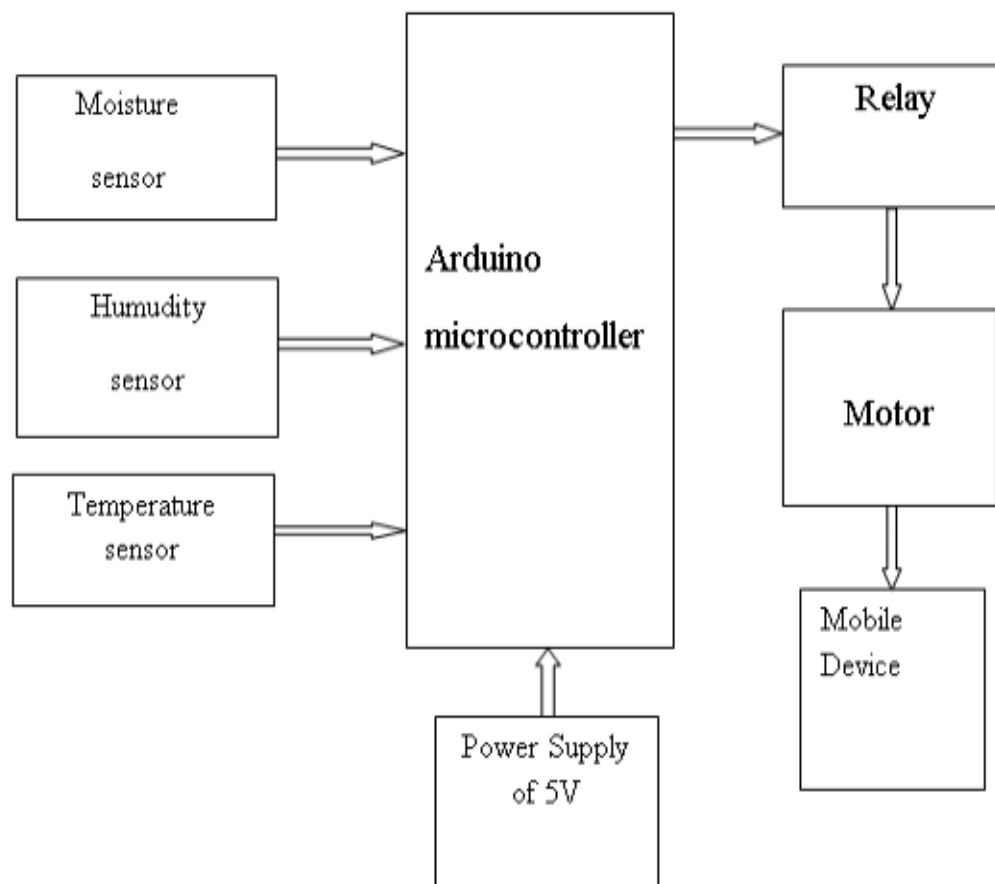 Moisture
sensor
Humudity
sensor
Temperature
sensor
Arduino
microcontroller
Power Supply
of 5V
Relay
Motor
Mobile
Device